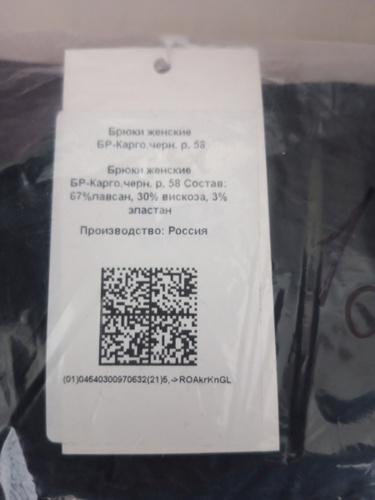 Брюки женские
БР-Карго.черн. р. 58
Брюки женские
БР-Карго.черн. р. 58 Состав:
67%лавсан, 30% вискоза, 3%
эластан
Производство: Россия
(01)04640300970632(21)5,->ROAkrKnGL